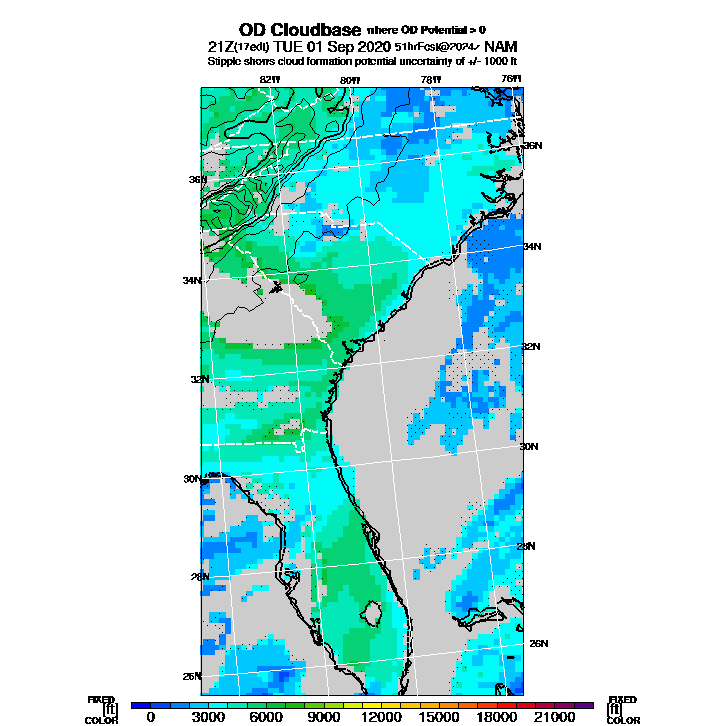 OD Cloudbase where OD Potential > 0
21Z(17edt) TUE 01 Sep 2020 51hrFcst@2024z NAM
Stipple shows cloud formation potential uncertainty of +/- 1000 ft
82W 80W 78W 76W
36N 36N
34N 34N
32N 32N
30N 30N
28N 28N
26N 26N
FIXED [ft] COLOR 0 3000 6000 9000 12000 15000 18000 21000 FIXED [ft] COLOR